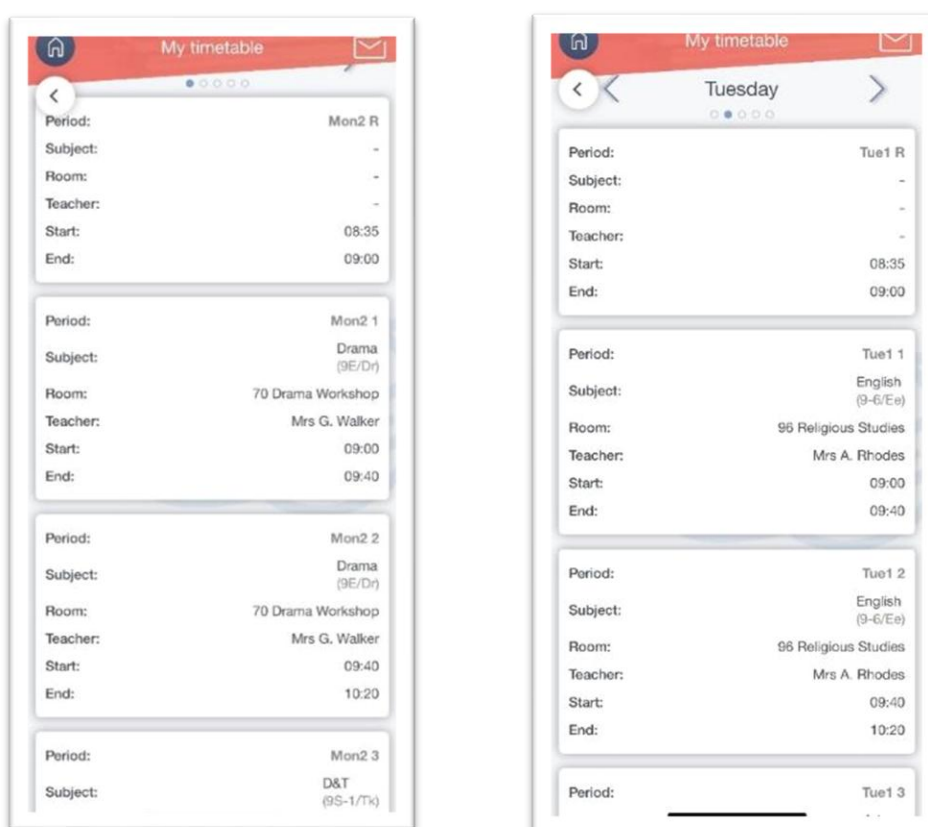 My timetable
Period: Mon2 R
Subject: -
Room: -
Teacher: -
Start: 08:35
End: 09:00
Period: Mon2 1
Subject: Drama
(9E/Dr)
Room: 70 Drama Workshop
Teacher: Mrs G. Walker
Start: 09:00
End: 09:40
Period: Mon2 2
Subject: Drama
(9E/Dr)
Room: 70 Drama Workshop
Teacher: Mrs G. Walker
Start: 09:40
End: 10:20
Period: Mon2 3
Subject: D&T
(9S-1/Tk)
My timetable
Tuesday
Period: Tue1 R
Subject: -
Room: -
Teacher: -
Start: 08:35
End: 09:00
Period: Tue1 1
Subject: English
(9-6/Ee)
Room: 96 Religious Studies
Teacher: Mrs A. Rhodes
Start: 09:00
End: 09:40
Period: Tue1 2
Subject: English
(9-6/Ee)
Room: 96 Religious Studies
Teacher: Mrs A. Rhodes
Start: 09:40
End: 10:20
Period: Tue1 3